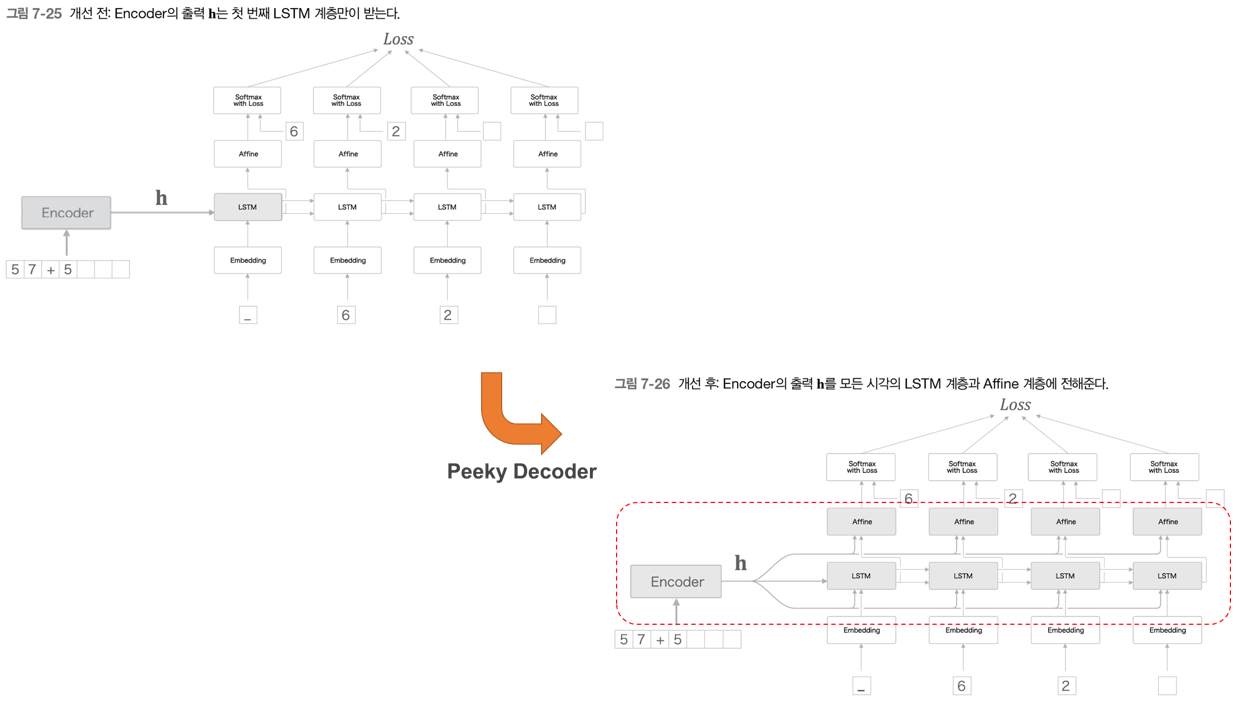 그림 7-25 개선 전: Encoder의 출력 h는 첫 번째 LSTM 계층만이 받는다.
Loss
Softmax with Loss Softmax with Loss Softmax with Loss Softmax with Loss
6 2
Affine Affine Affine Affine
h
Encoder LSTM LSTM LSTM LSTM
Embedding Embedding Embedding Embedding
5 7 + 5
_ 6 2
Peeky Decoder
그림 7-26 개선 후: Encoder의 출력 h를 모든 시각의 LSTM 계층과 Affine 계층에 전해준다.
Loss
Softmax with Loss Softmax with Loss Softmax with Loss Softmax with Loss
6 2
Affine Affine Affine Affine
h
Encoder LSTM LSTM LSTM LSTM
Embedding Embedding Embedding Embedding
5 7 + 5
_ 6 2